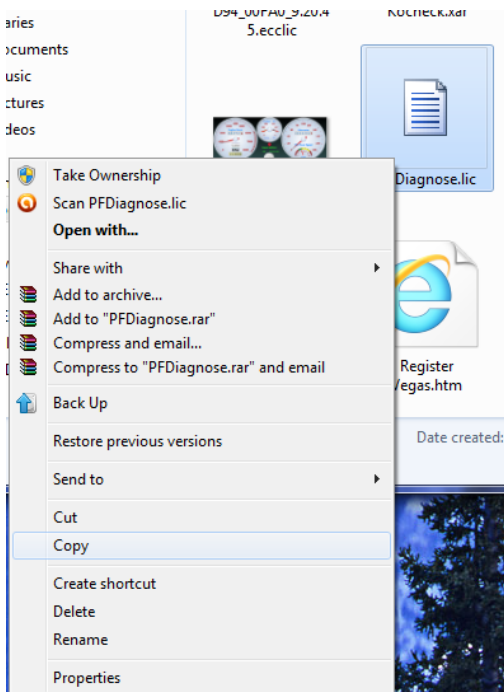 aries
ocuments
usic
ctures
deos
D94_00FA0_9.20.4
5.ecclic
Kocheck.xar
Diagnose.lic
Take Ownership
Scan PFDiagnose.lic
Open with...
Share with
Add to archive...
Add to "PFDiagnose.rar"
Compress and email...
Compress to "PFDiagnose.rar" and email
Back Up
Restore previous versions
Send to
Cut
Copy
Create shortcut
Delete
Rename
Properties
Register
Vegas.htm
Date created: